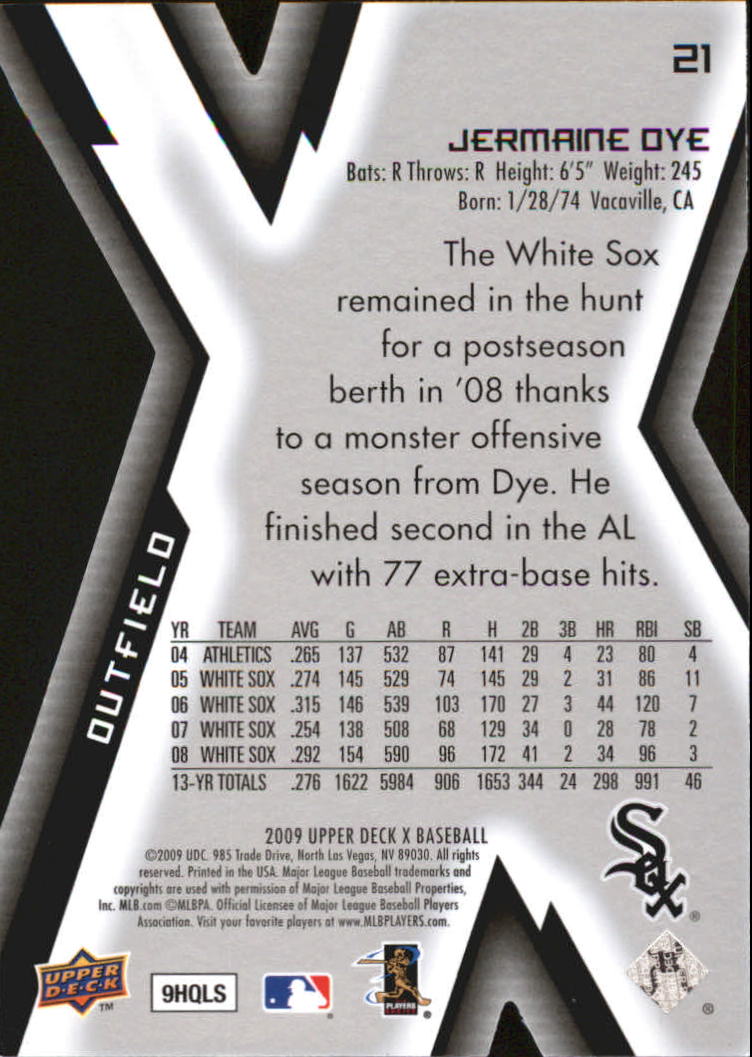 21
JERMAINE DYE
Bats: R Throws: R Height: 6'5" Weight: 245
Born: 1/28/74 Vacaville, CA
The White Sox
remained in the hunt
for a postseason
berth in '08 thanks
to a monster offensive
season from Dye. He
finished second in the AL
with 77 extra-base hits.
OUTFIELD
YR TEAM AVG G AB R H 2B 3B HR RBI SB
04 ATHLETICS .265 137 532 87 141 29 4 23 80 4
05 WHITE SOX .274 145 529 74 145 29 2 31 86 11
06 WHITE SOX .315 146 539 103 170 27 3 44 120 7
07 WHITE SOX .254 138 508 68 129 34 0 28 78 2
08 WHITE SOX .292 154 590 96 172 41 2 34 96 3
13-YR TOTALS .276 1622 5984 906 1653 344 24 298 991 46
2009 UPPER DECK X BASEBALL
©2009 UDC. 985 Trade Drive, North Las Vegas, NV 89030. All rights
reserved. Printed in the USA. Major League Baseball trademarks and
copyrights are used with permission of Major League Baseball Properties,
Inc. MLB.com ©MLBPA. Official Licensee of Major League Baseball Players
Association. Visit your favorite players at www.MLBPLAYERS.com.
Sox ®
UPPER DECK TM
9HQLS
®
PLAYERS ®
®